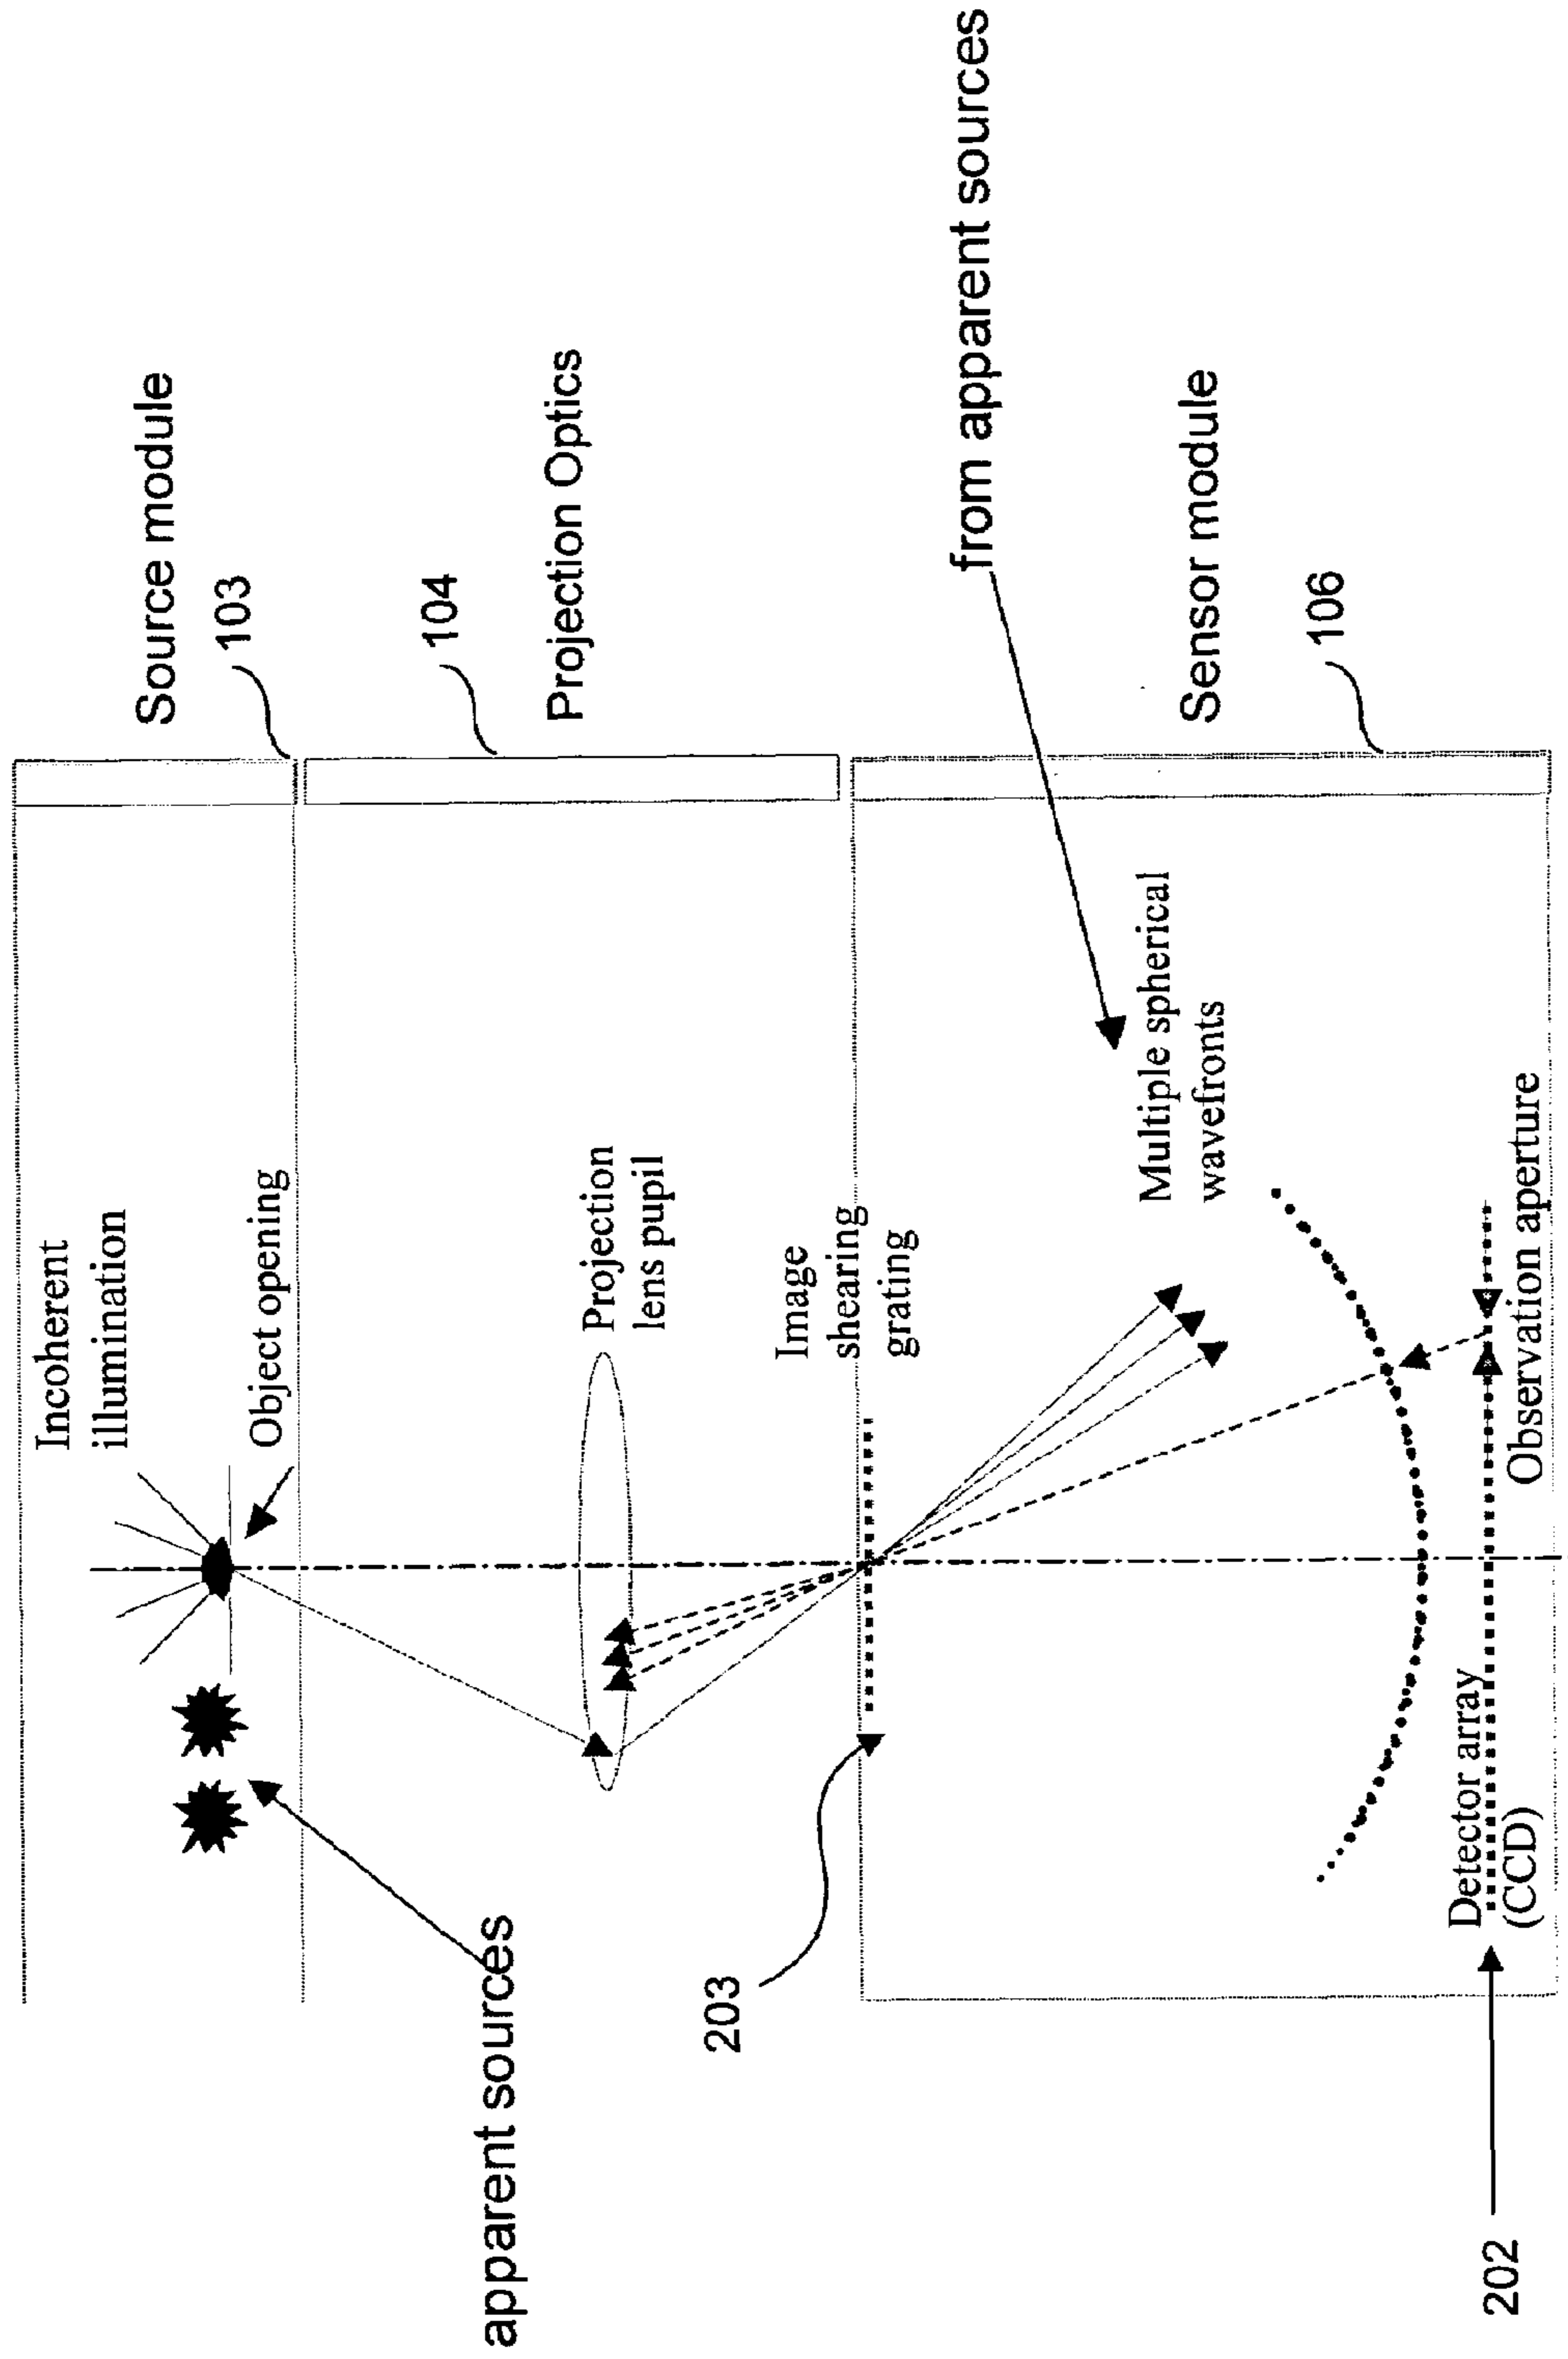 Incoherent
illumination
Object opening
Source module
103
104
Projection Optics
apparent sources
Projection
lens pupil
Image
shearing
grating
203
from apparent sources
Multiple spherical
wavefronts
Sensor module
106
Detector array
(CCD)
Observation aperture
202